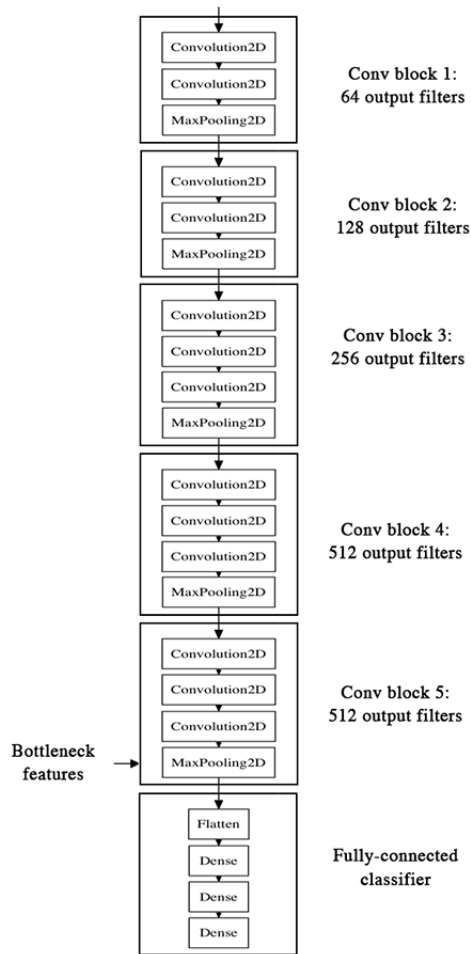 Convolution2D
Convolution2D
MaxPooling2D
Conv block 1:
64 output filters
Convolution2D
Convolution2D
MaxPooling2D
Conv block 2:
128 output filters
Convolution2D
Convolution2D
Convolution2D
MaxPooling2D
Conv block 3:
256 output filters
Convolution2D
Convolution2D
Convolution2D
MaxPooling2D
Conv block 4:
512 output filters
Convolution2D
Convolution2D
Convolution2D
MaxPooling2D
Conv block 5:
512 output filters
Bottleneck
features
Flatten
Dense
Dense
Dense
Fully-connected
classifier